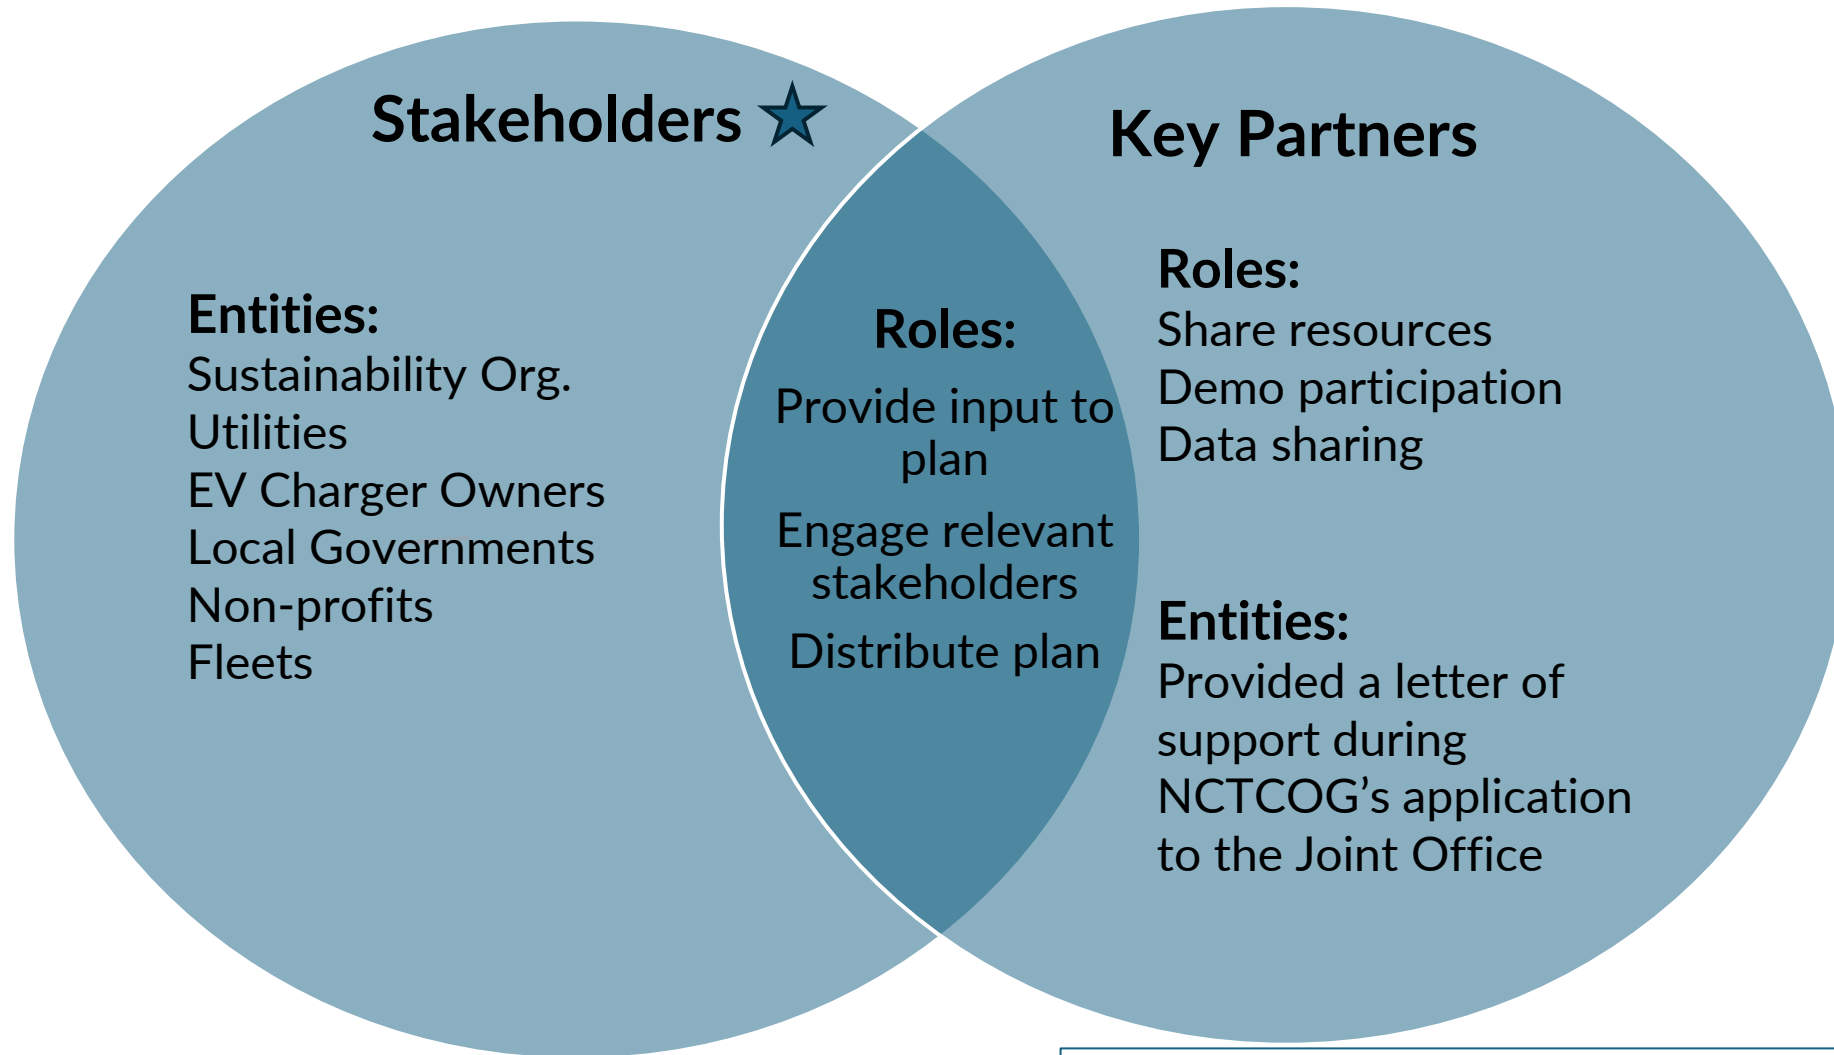 Stakeholders
Entities:
Sustainability Org.
Utilities
EV Charger Owners
Local Governments
Non-profits
Fleets
Roles:
Provide input to
plan
Engage relevant
stakeholders
Distribute plan
Key Partners
Roles:
Share resources
Demo participation
Data sharing
Entities:
Provided a letter of
support during
NCTCOG’s application
to the Joint Office